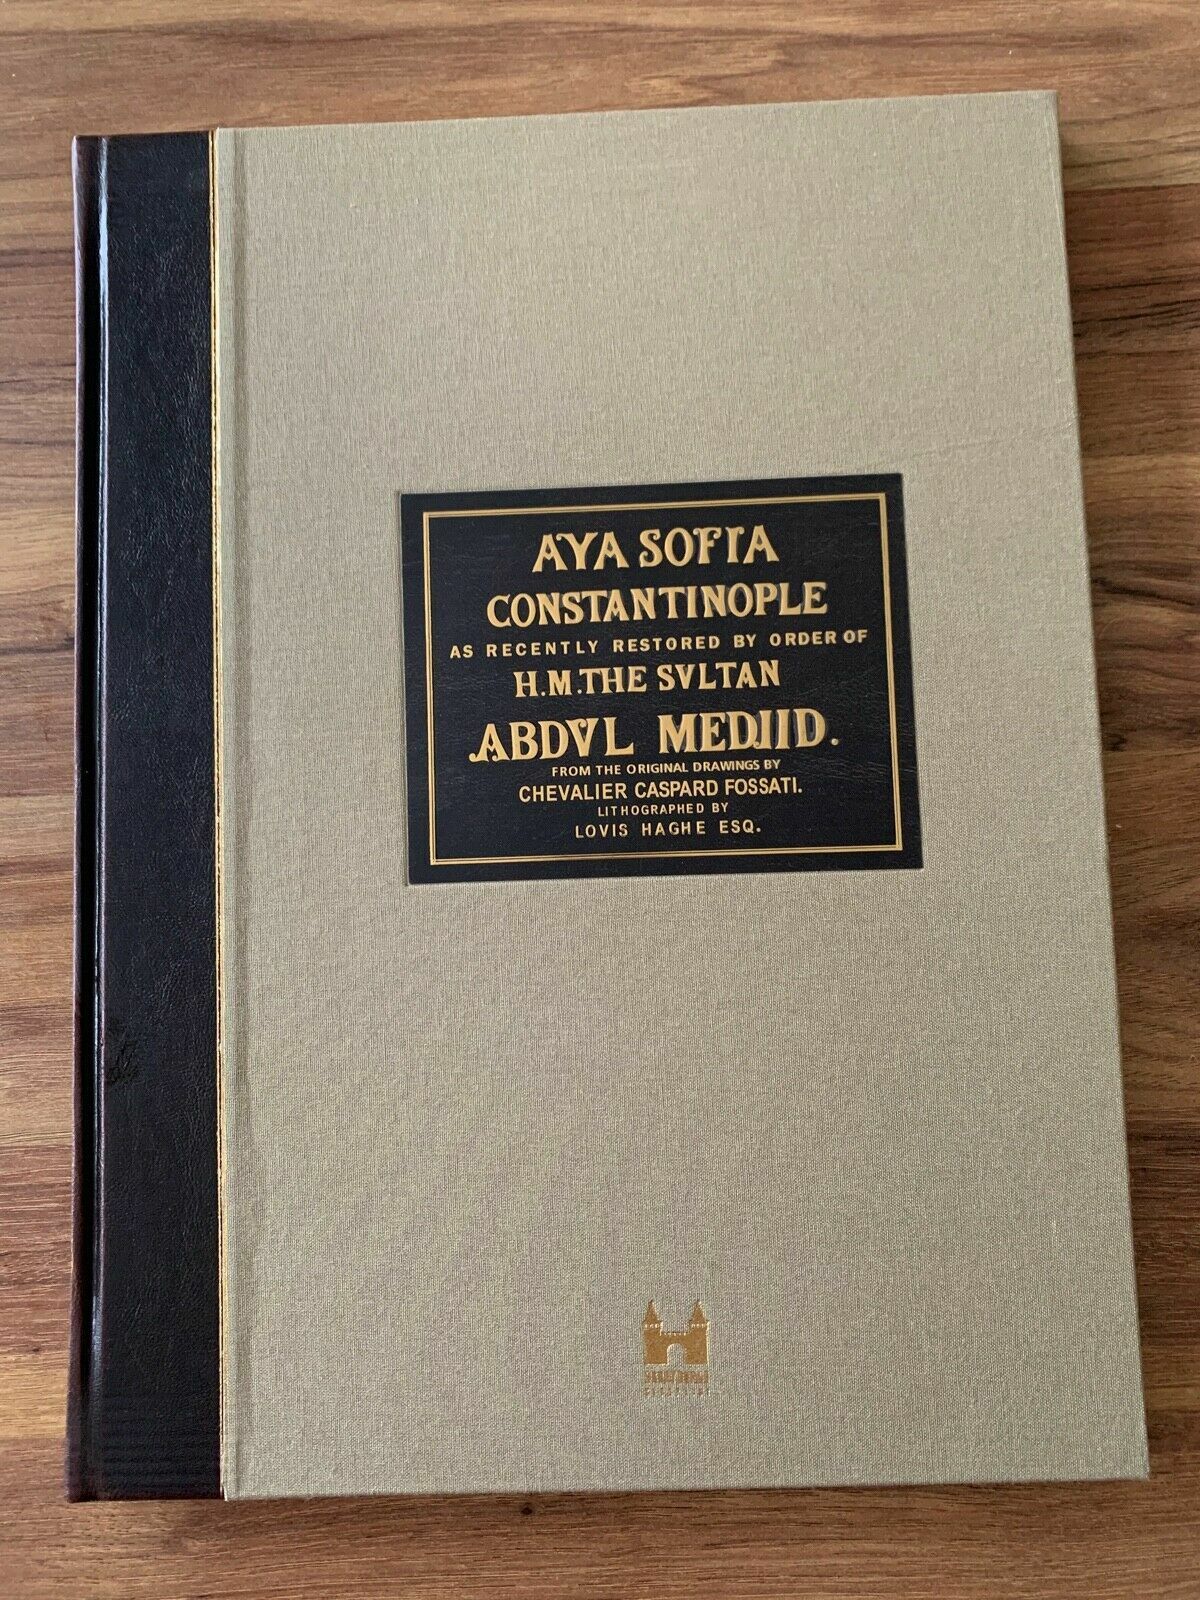 AYA SOFIA
CONSTANTINOPLE
AS RECENTLY RESTORED BY ORDER OF
H.M.THE SVLTAN
ABDVL MEDJID.
FROM THE ORIGINAL DRAWINGS BY
CHEVALIER CASPARD FOSSATI.
LITHOGRAPHED BY
LOVIS HAGHE ESQ.